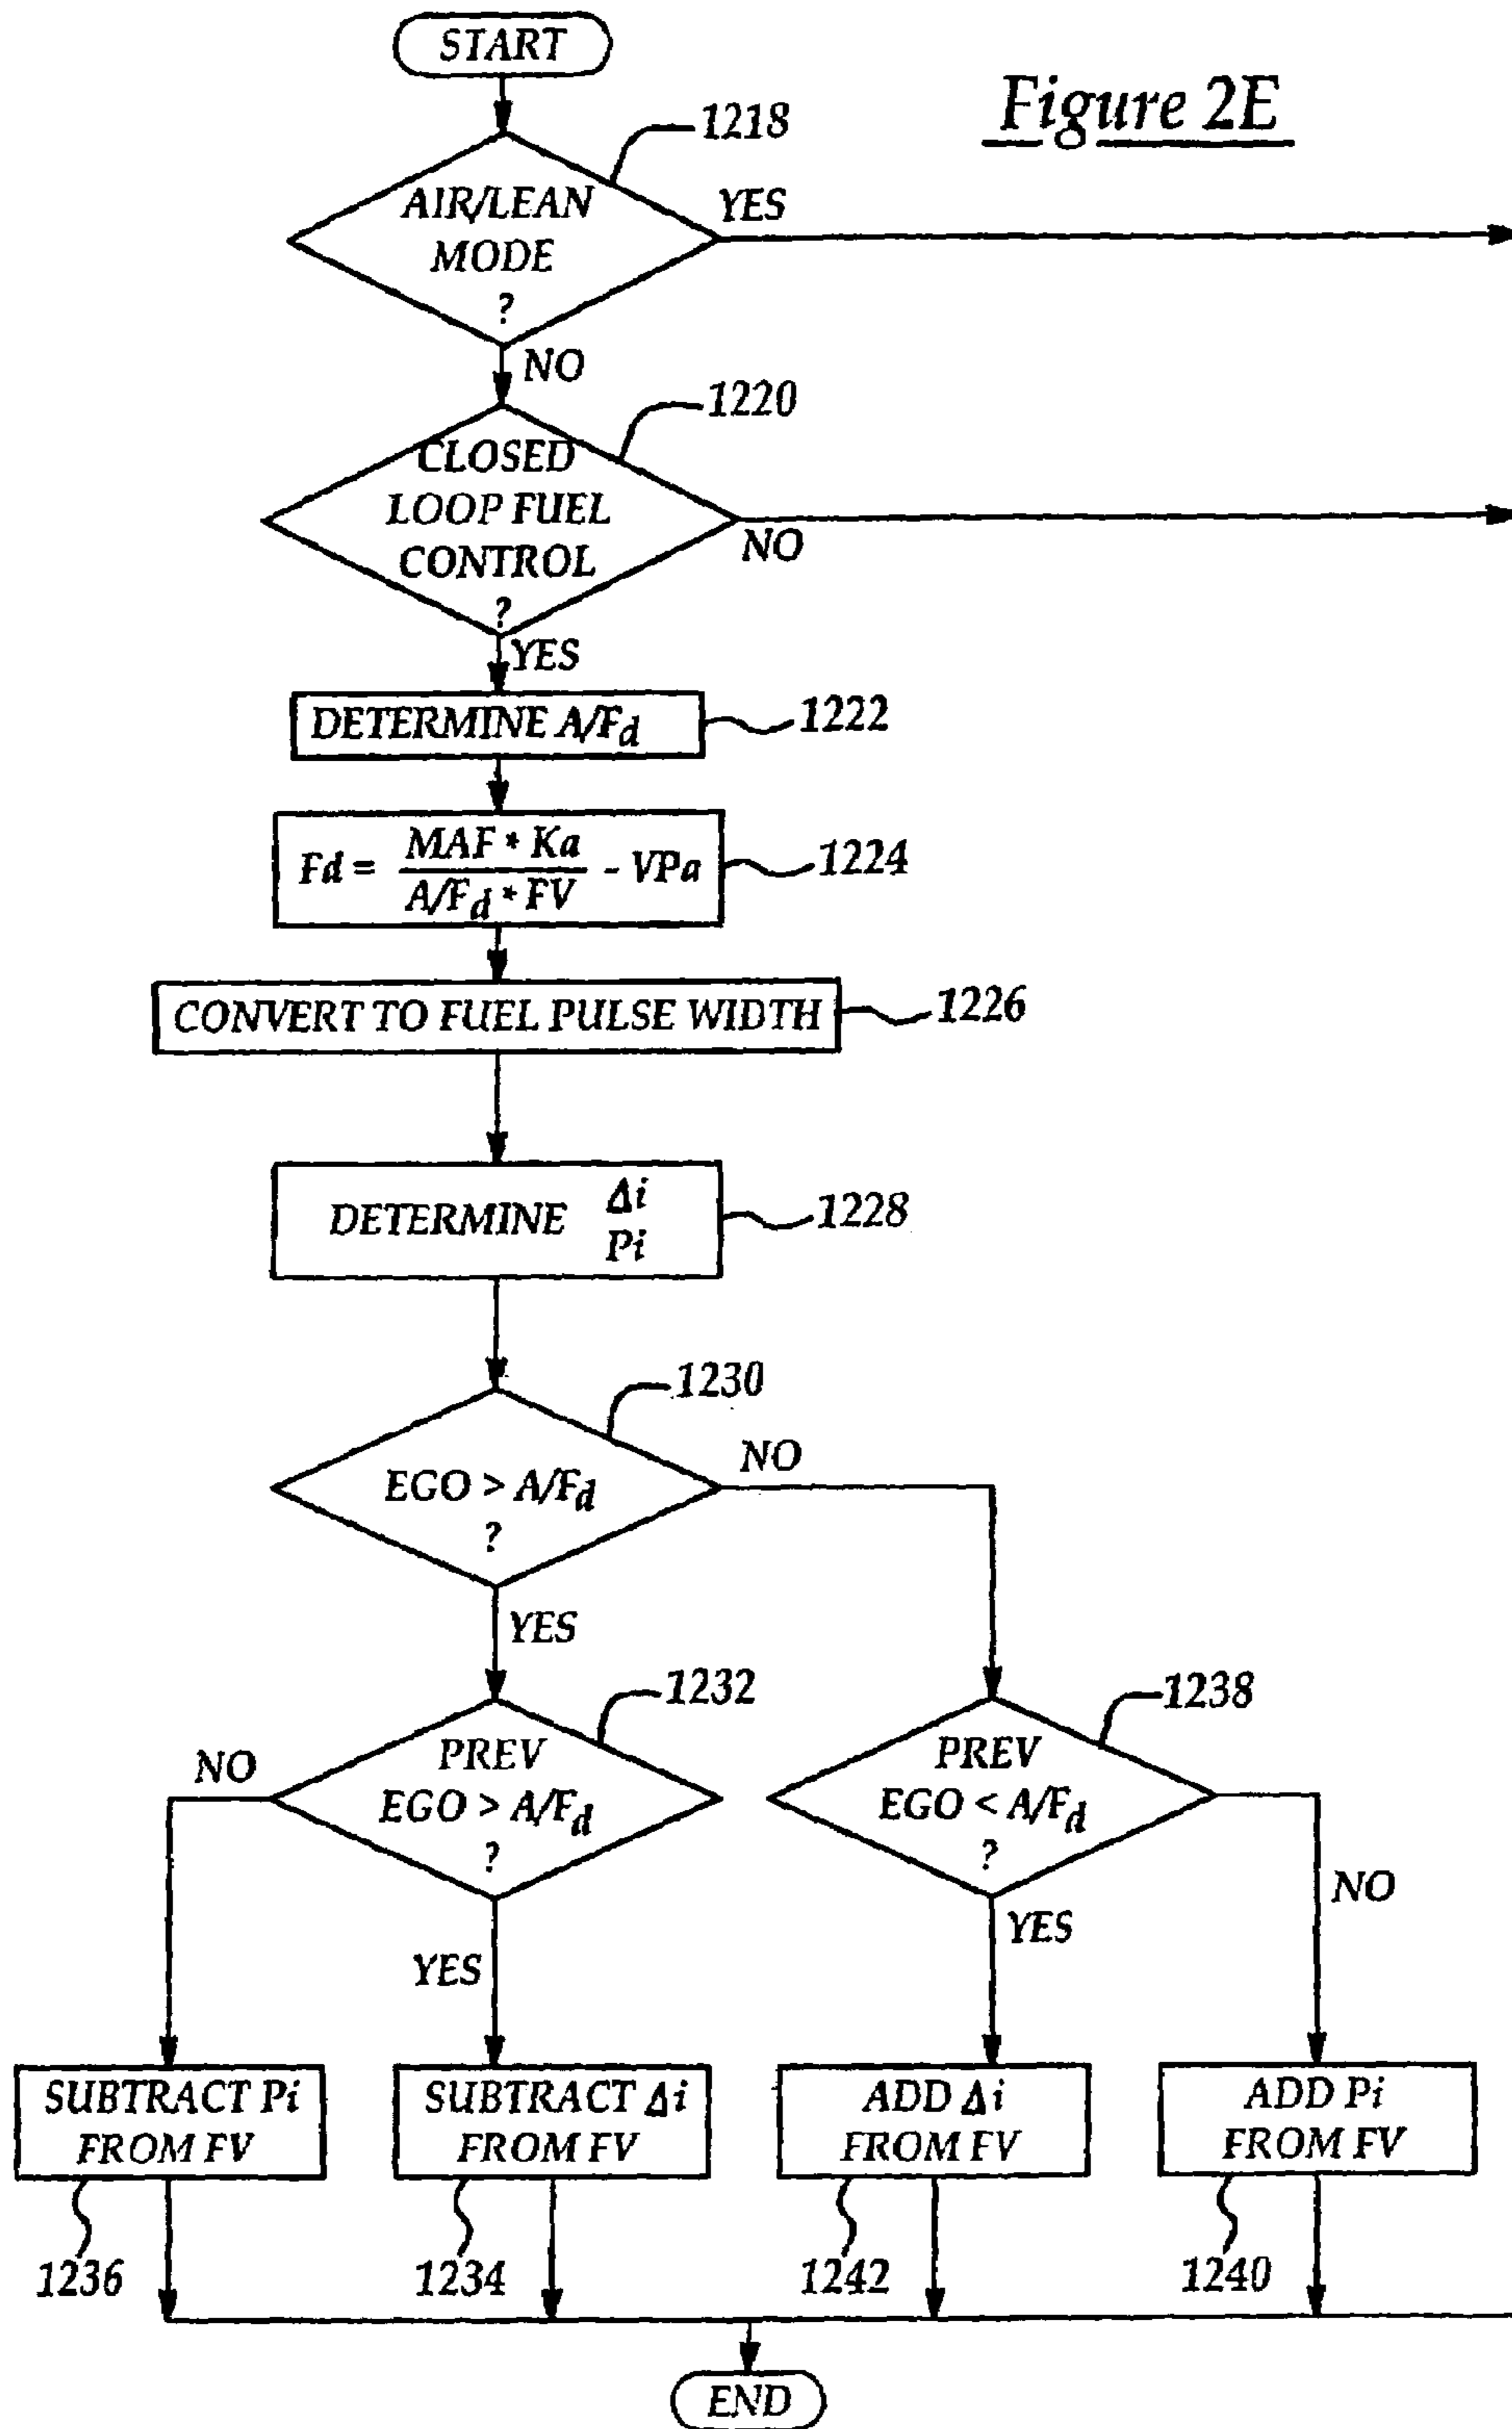 START
Figure 2E
1218
AIR/LEAN
MODE
?
YES
NO
1220
CLOSED
LOOP FUEL
CONTROL
?
NO
YES
DETERMINE A/Fd
1222
Fd = MAF * Ka / A/Fd * FV - VPa
1224
CONVERT TO FUEL PULSE WIDTH
1226
DETERMINE Δi
Pi
1228
1230
EGO > A/Fd
?
NO
YES
1232
PREV
EGO > A/Fd
?
NO
YES
1238
PREV
EGO < A/Fd
?
YES
NO
SUBTRACT Pi
FROM FV
SUBTRACT Δi
FROM FV
ADD Δi
FROM FV
ADD Pi
FROM FV
1236
1234
1242
1240
END